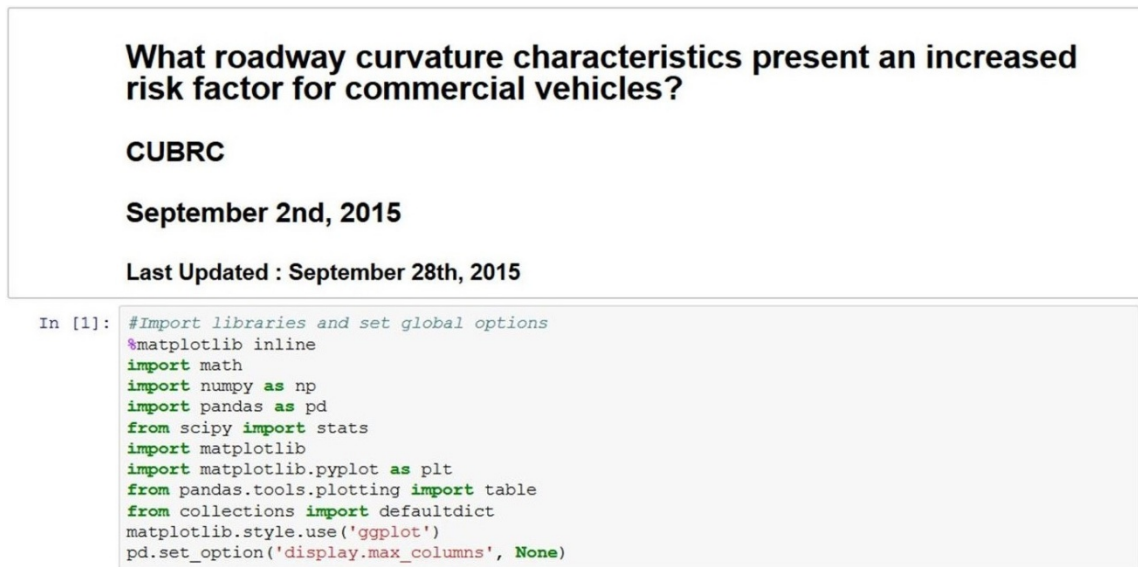 What roadway curvature characteristics present an increased
risk factor for commercial vehicles?
CUBRC
September 2nd, 2015
Last Updated : September 28th, 2015
In [1]: #Import libraries and set global options
%matplotlib inline
import math
import numpy as np
import pandas as pd
from scipy import stats
import matplotlib
import matplotlib.pyplot as plt
from pandas.tools.plotting import table
from collections import defaultdict
matplotlib.style.use('ggplot')
pd.set_option('display.max_columns', None)